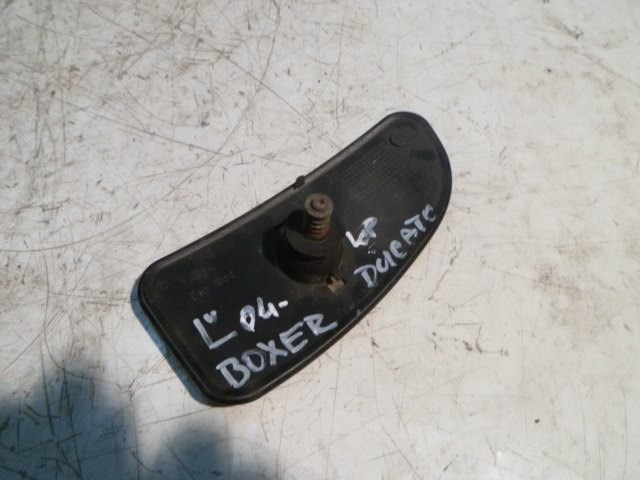 L" 04-
BOXER
LP
DUCATO